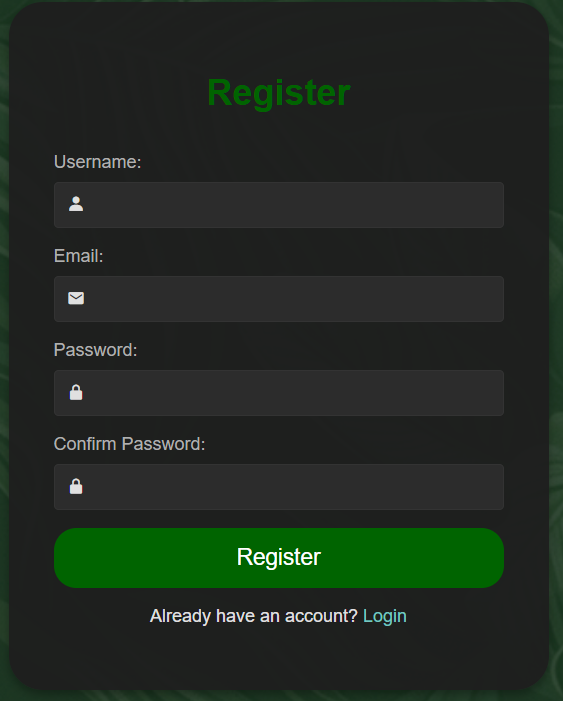 Register
Username:
Email:
Password:
Confirm Password:
Register
Already have an account? Login